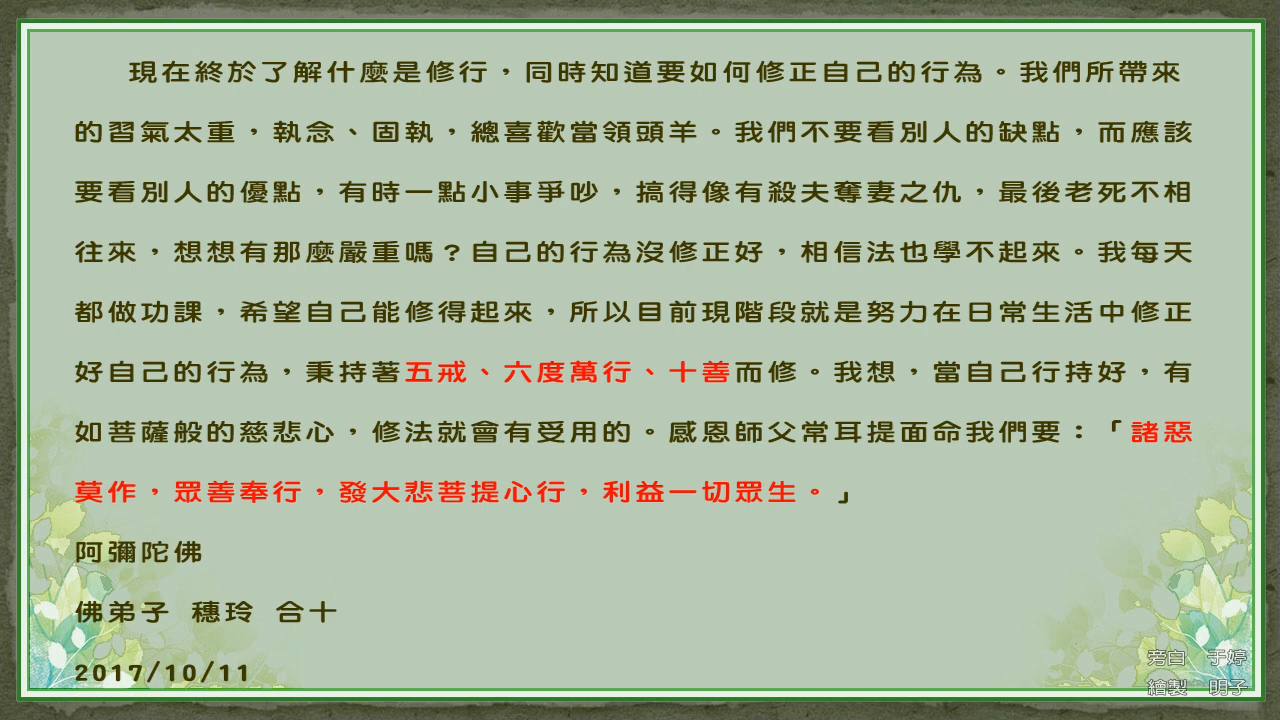 現在終於了解什麼是修行，同時知道要如何修正自己的行為。我們所帶來
的習氣太重，執念、固執，總喜歡當領頭羊。我們不要看別人的缺點，而應該
要看別人的優點，有時一點小事爭吵，搞得像有殺夫奪妻之仇，最後老死不相
往來，想想有那麼嚴重嗎？自己的行為沒修正好，相信法也學不起來。我每天
都做功課，希望自己能修得起來，所以目前現階段就是努力在日常生活中修正
好自己的行為，秉持著五戒、六度萬行、十善而修。我想，當自己行持好，有
如菩薩般的慈悲心，修法就會有受用的。感恩師父常耳提面命我們要：「諸惡
莫作，眾善奉行，發大悲菩提心行，利益一切眾生。」
阿彌陀佛
佛弟子 穗玲 合十
2017/10/11
旁白 于婷
繪製 明子